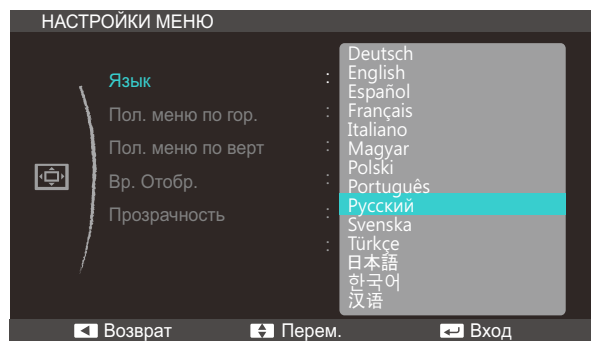 НАСТРОЙКИ МЕНЮ
Язык :
Пол. меню по гор. :
Пол. меню по верт :
Вр. Отобр. :
Прозрачность :
:
Deutsch
English
Español
Français
Italiano
Magyar
Polski
Português
Русский
Svenska
Türkçe
日本語
한국어
汉语
Возврат Перем. Вход